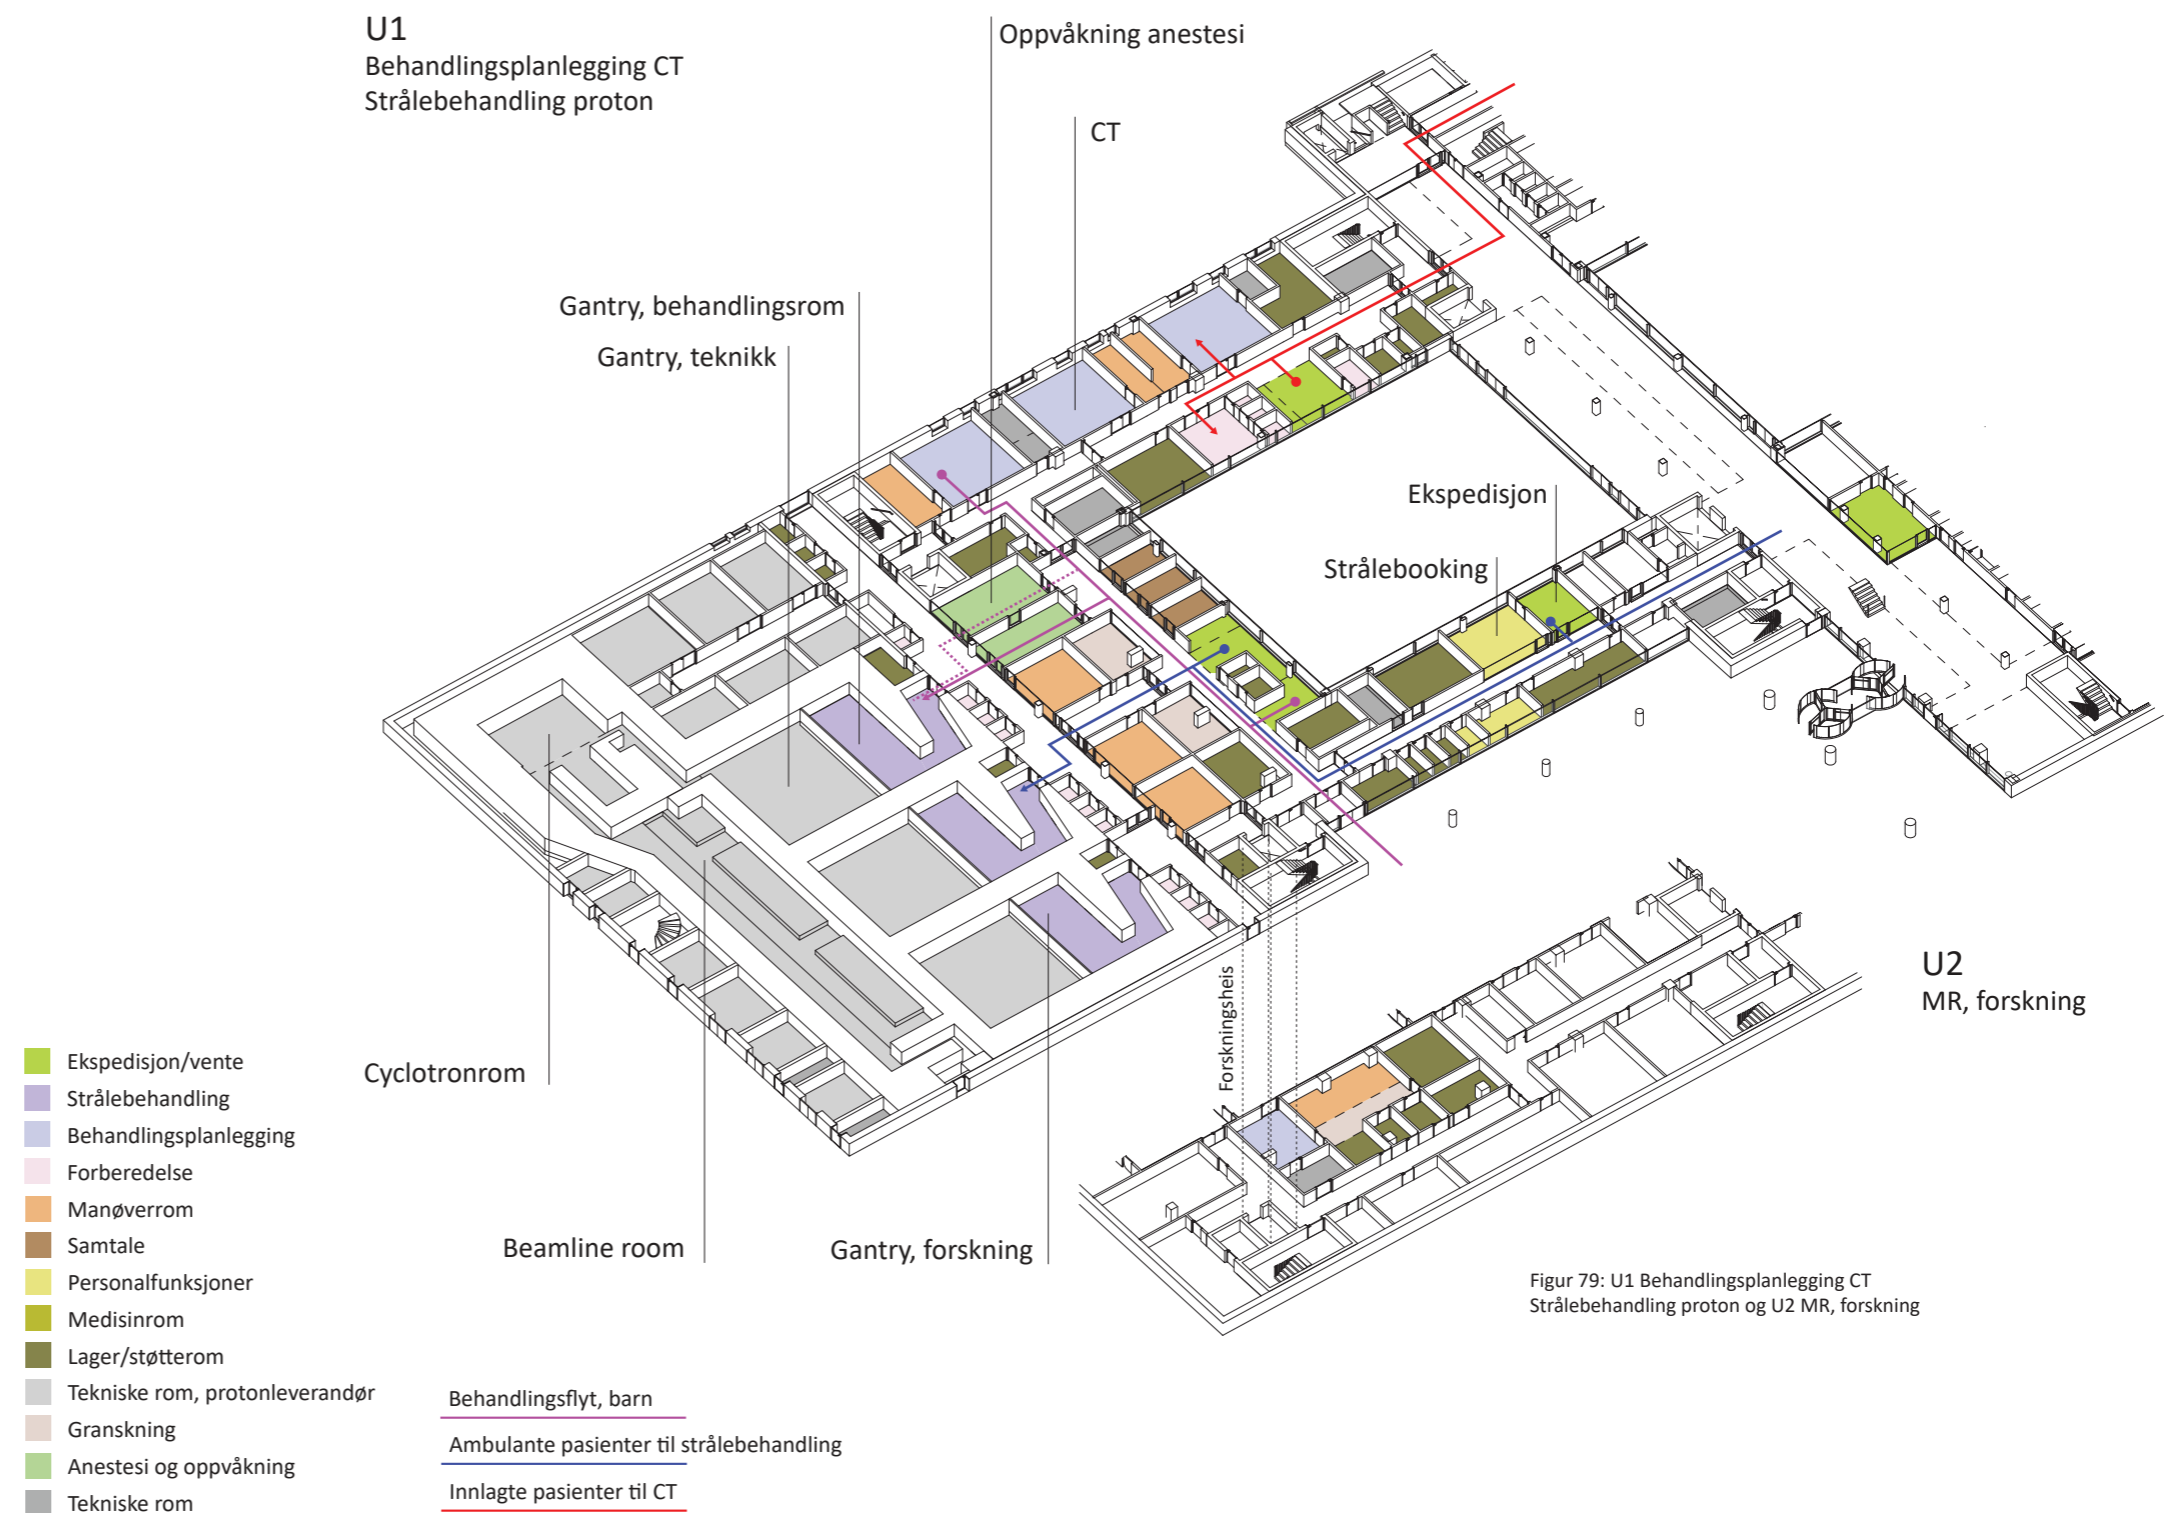 U1
Behandlingsplanlegging CT
Strålebehandling proton
Oppvåkning anestesi
CT
Gantry, behandlingsrom
Gantry, teknikk
Ekspedisjon
Strålebooking
U2
MR, forskning
Forskningsheis
Cyclotronrom
Beamline room
Gantry, forskning
Ekspedisjon/vente
Strålebehandling
Behandlingsplanlegging
Forberedelse
Manøverrom
Samtale
Personalfunksjoner
Medisinrom
Lager/støtterom
Tekniske rom, protonleverandør
Granskning
Anestesi og oppvåkning
Tekniske rom
Behandlingsflyt, barn
Ambulante pasienter til strålebehandling
Innlagte pasienter til CT
Figur 79: U1 Behandlingsplanlegging CT
Strålebehandling proton og U2 MR, forskning